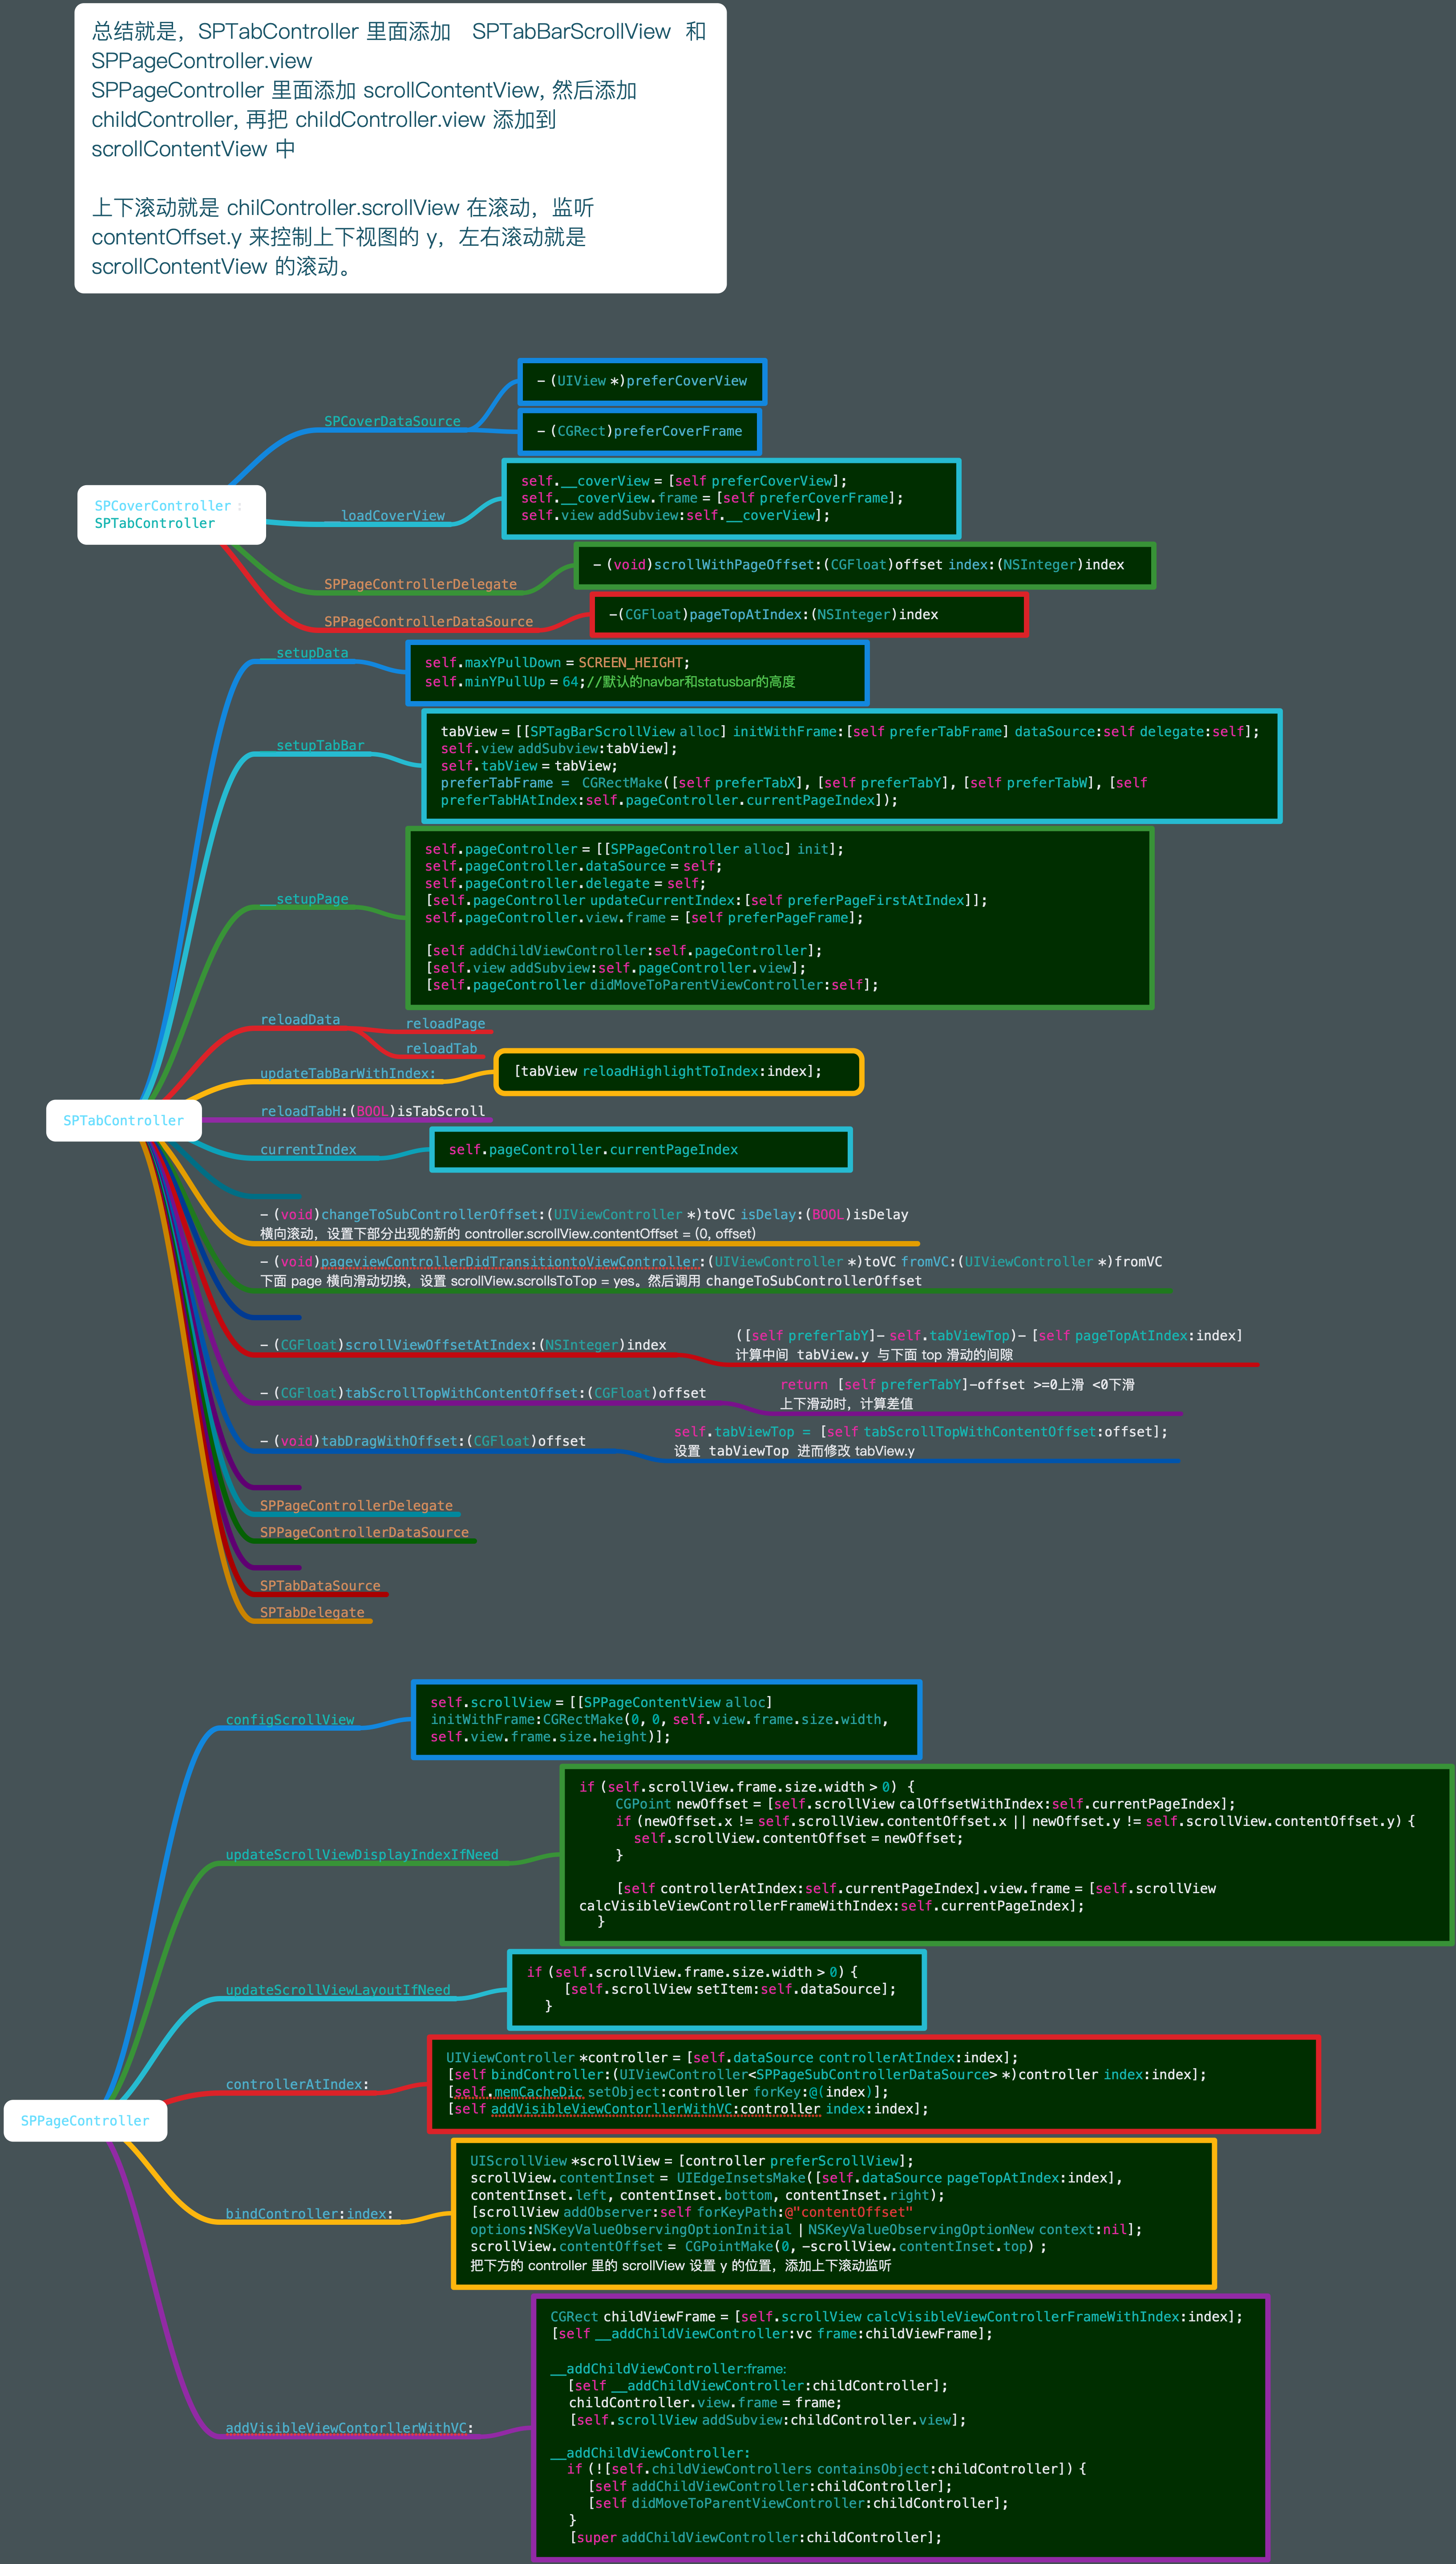 总结就是，SPTabController 里面添加　SPTabBarScrollView  和
SPPageController.view
SPPageController 里面添加 scrollContentView, 然后添加
childController, 再把 childController.view 添加到
scrollContentView 中
上下滚动就是 chilController.scrollView 在滚动，监听
contentOffset.y 来控制上下视图的 y，左右滚动就是
scrollContentView 的滚动。
SPCoverController :
SPTabController
SPCoverDataSource
- (UIView *)preferCoverView
- (CGRect)preferCoverFrame
__loadCoverView
self.__coverView = [self preferCoverView];
self.__coverView.frame = [self preferCoverFrame];
self.view addSubview:self.__coverView];
SPPageControllerDelegate
- (void)scrollWithPageOffset:(CGFloat)offset index:(NSInteger)index
SPPageControllerDataSource
-(CGFloat)pageTopAtIndex:(NSInteger)index
SPTabController
__setupData
self.maxYPullDown = SCREEN_HEIGHT;
self.minYPullUp = 64;//默认的navbar和statusbar的高度
__setupTabBar
tabView = [[SPTagBarScrollView alloc] initWithFrame:[self preferTabFrame] dataSource:self delegate:self];
self.view addSubview:tabView];
self.tabView = tabView;
preferTabFrame =  CGRectMake([self preferTabX], [self preferTabY], [self preferTabW], [self
preferTabHAtIndex:self.pageController.currentPageIndex]);
__setupPage
self.pageController = [[SPPageController alloc] init];
self.pageController.dataSource = self;
self.pageController.delegate = self;
[self.pageController updateCurrentIndex:[self preferPageFirstAtIndex]];
self.pageController.view.frame = [self preferPageFrame];
[self addChildViewController:self.pageController];
[self.view addSubview:self.pageController.view];
[self.pageController didMoveToParentViewController:self];
reloadData
reloadPage
reloadTab
updateTabBarWithIndex:
[tabView reloadHighlightToIndex:index];
reloadTabH:(BOOL)isTabScroll
currentIndex
self.pageController.currentPageIndex
- (void)changeToSubControllerOffset:(UIViewController *)toVC isDelay:(BOOL)isDelay
横向滚动，设置下部分出现的新的 controller.scrollView.contentOffset = (0, offset)
- (void)pageviewControllerDidTransitiontoViewController:(UIViewController *)toVC fromVC:(UIViewController *)fromVC
下面 page 横向滑动切换，设置 scrollView.scrollsToTop = yes。然后调用 changeToSubControllerOffset
- (CGFloat)scrollViewOffsetAtIndex:(NSInteger)index
([self preferTabY]- self.tabViewTop)- [self pageTopAtIndex:index]
计算中间 tabView.y 与下面 top 滑动的间隙
- (CGFloat)tabScrollTopWithContentOffset:(CGFloat)offset
return [self preferTabY]-offset >=0上滑 <0下滑
上下滑动时，计算差值
- (void)tabDragWithOffset:(CGFloat)offset
self.tabViewTop = [self tabScrollTopWithContentOffset:offset];
设置 tabViewTop 进而修改 tabView.y
SPPageControllerDelegate
SPPageControllerDataSource
SPTabDataSource
SPTabDelegate
SPPageController
configScrollView
self.scrollView = [[SPPageContentView alloc]
initWithFrame:CGRectMake(0, 0, self.view.frame.size.width,
self.view.frame.size.height)];
updateScrollViewDisplayIndexIfNeed
if (self.scrollView.frame.size.width > 0) {
CGPoint newOffset = [self.scrollView calOffsetWithIndex:self.currentPageIndex];
if (newOffset.x != self.scrollView.contentOffset.x || newOffset.y != self.scrollView.contentOffset.y) {
self.scrollView.contentOffset = newOffset;
}
[self controllerAtIndex:self.currentPageIndex].view.frame = [self.scrollView
calcVisibleViewControllerFrameWithIndex:self.currentPageIndex];
}
updateScrollViewLayoutIfNeed
if (self.scrollView.frame.size.width > 0) {
[self.scrollView setItem:self.dataSource];
}
controllerAtIndex:
UIViewController *controller = [self.dataSource controllerAtIndex:index];
[self bindController:(UIViewController<SPPageSubControllerDataSource> *)controller index:index];
[self.memCacheDic setObject:controller forKey:@(index)];
[self addVisibleViewContorllerWithVC:controller index:index];
bindController:index:
UIScrollView *scrollView = [controller preferScrollView];
scrollView.contentInset = UIEdgeInsetsMake([self.dataSource pageTopAtIndex:index],
contentInset.left, contentInset.bottom, contentInset.right);
[scrollView addObserver:self forKeyPath:@"contentOffset"
options:NSKeyValueObservingOptionInitial | NSKeyValueObservingOptionNew context:nil];
scrollView.contentOffset = CGPointMake(0, -scrollView.contentInset.top) ;
把下方的 controller 里的 scrollView 设置 y 的位置，添加上下滚动监听
addVisibleViewContorllerWithVC:
CGRect childViewFrame = [self.scrollView calcVisibleViewControllerFrameWithIndex:index];
[self __addChildViewController:vc frame:childViewFrame];
__addChildViewController:frame:
[self __addChildViewController:childController];
childController.view.frame = frame;
[self.scrollView addSubview:childController.view];
__addChildViewController:
if (![self.childViewControllers containsObject:childController]) {
[self addChildViewController:childController];
[self didMoveToParentViewController:childController];
}
[super addChildViewController:childController];